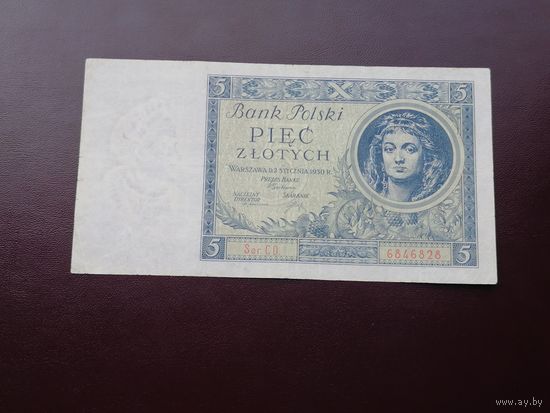 5 5
Bank Polski
PIĘĆ
ZŁOTYCH
WARSZAWA D. 2 STYCZNIA 1930 R.
PREZES BANKU
NACZELNY SKARBNIK
DYREKTOR
5 Ser. CO. 6846828 5
www.ay.by